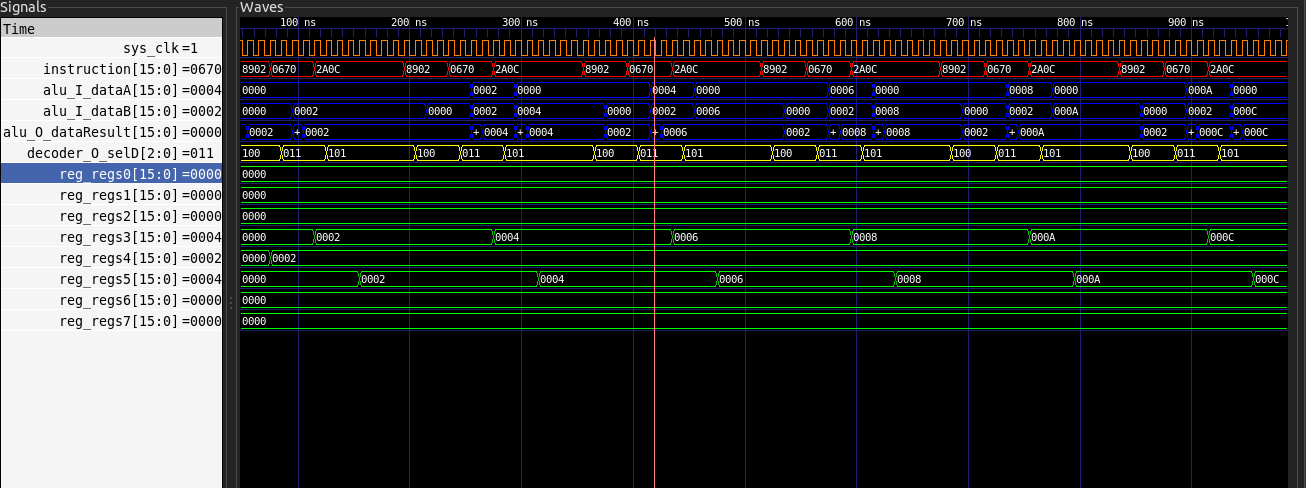 Signals Waves
Time 100 ns 200 ns 300 ns 400 ns 500 ns 600 ns 700 ns 800 ns 900 ns
sys_clk =1
instruction[15:0] =0670 8902 0670 2A0C 8902 0670 2A0C 8902 0670 2A0C 8902 0670 2A0C 8902 0670 2A0C 8902 0670 2A0C
alu_I_dataA[15:0] =0004 0000 0002 0000 0004 0000 0006 0000 0008 0000 000A 0000
alu_I_dataB[15:0] =0002 0000 0002 0000 0002 0004 0000 0002 0006 0000 0002 0008 0000 0002 000A 0000 0002 000C
alu_O_dataResult[15:0] =0000 0002 + 0002 + 0004 + 0004 0002 + 0006 0002 + 0008 + 0008 0002 + 000A 0002 + 000C + 000C
decoder_O_selD[2:0] =011 100 011 101 100 011 101 100 011 101 100 011 101 100 011 101 100 011 101
reg_regs0[15:0] =0000 0000
reg_regs1[15:0] =0000 0000
reg_regs2[15:0] =0000 0000
reg_regs3[15:0] =0004 0000 0002 0004 0006 0008 000A 000C
reg_regs4[15:0] =0002 0000 0002
reg_regs5[15:0] =0004 0000 0002 0004 0006 0008 000A 000C
reg_regs6[15:0] =0000 0000
reg_regs7[15:0] =0000 0000